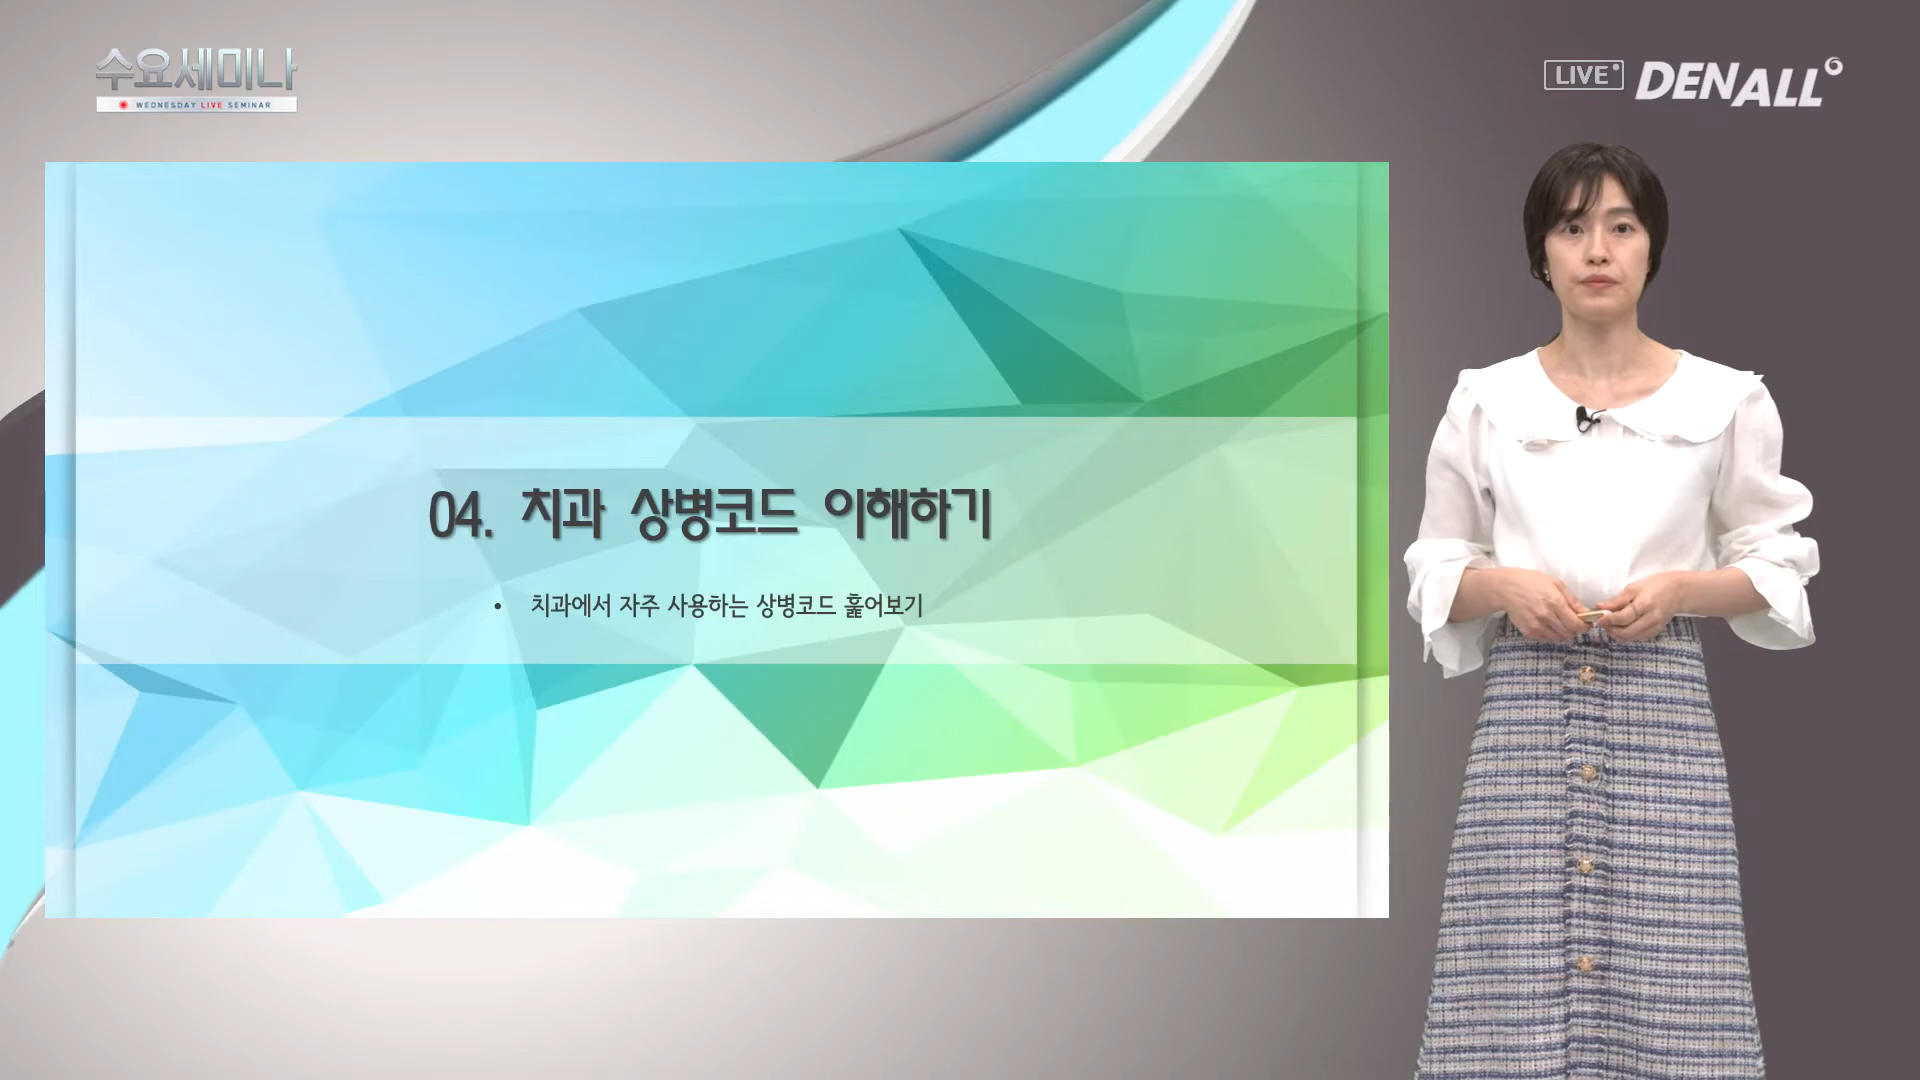 수요세미나
WEDNESDAY LIVE SEMINAR
LIVE
DENALL
04. 치과 상병코드 이해하기
• 치과에서 자주 사용하는 상병코드 훑어보기